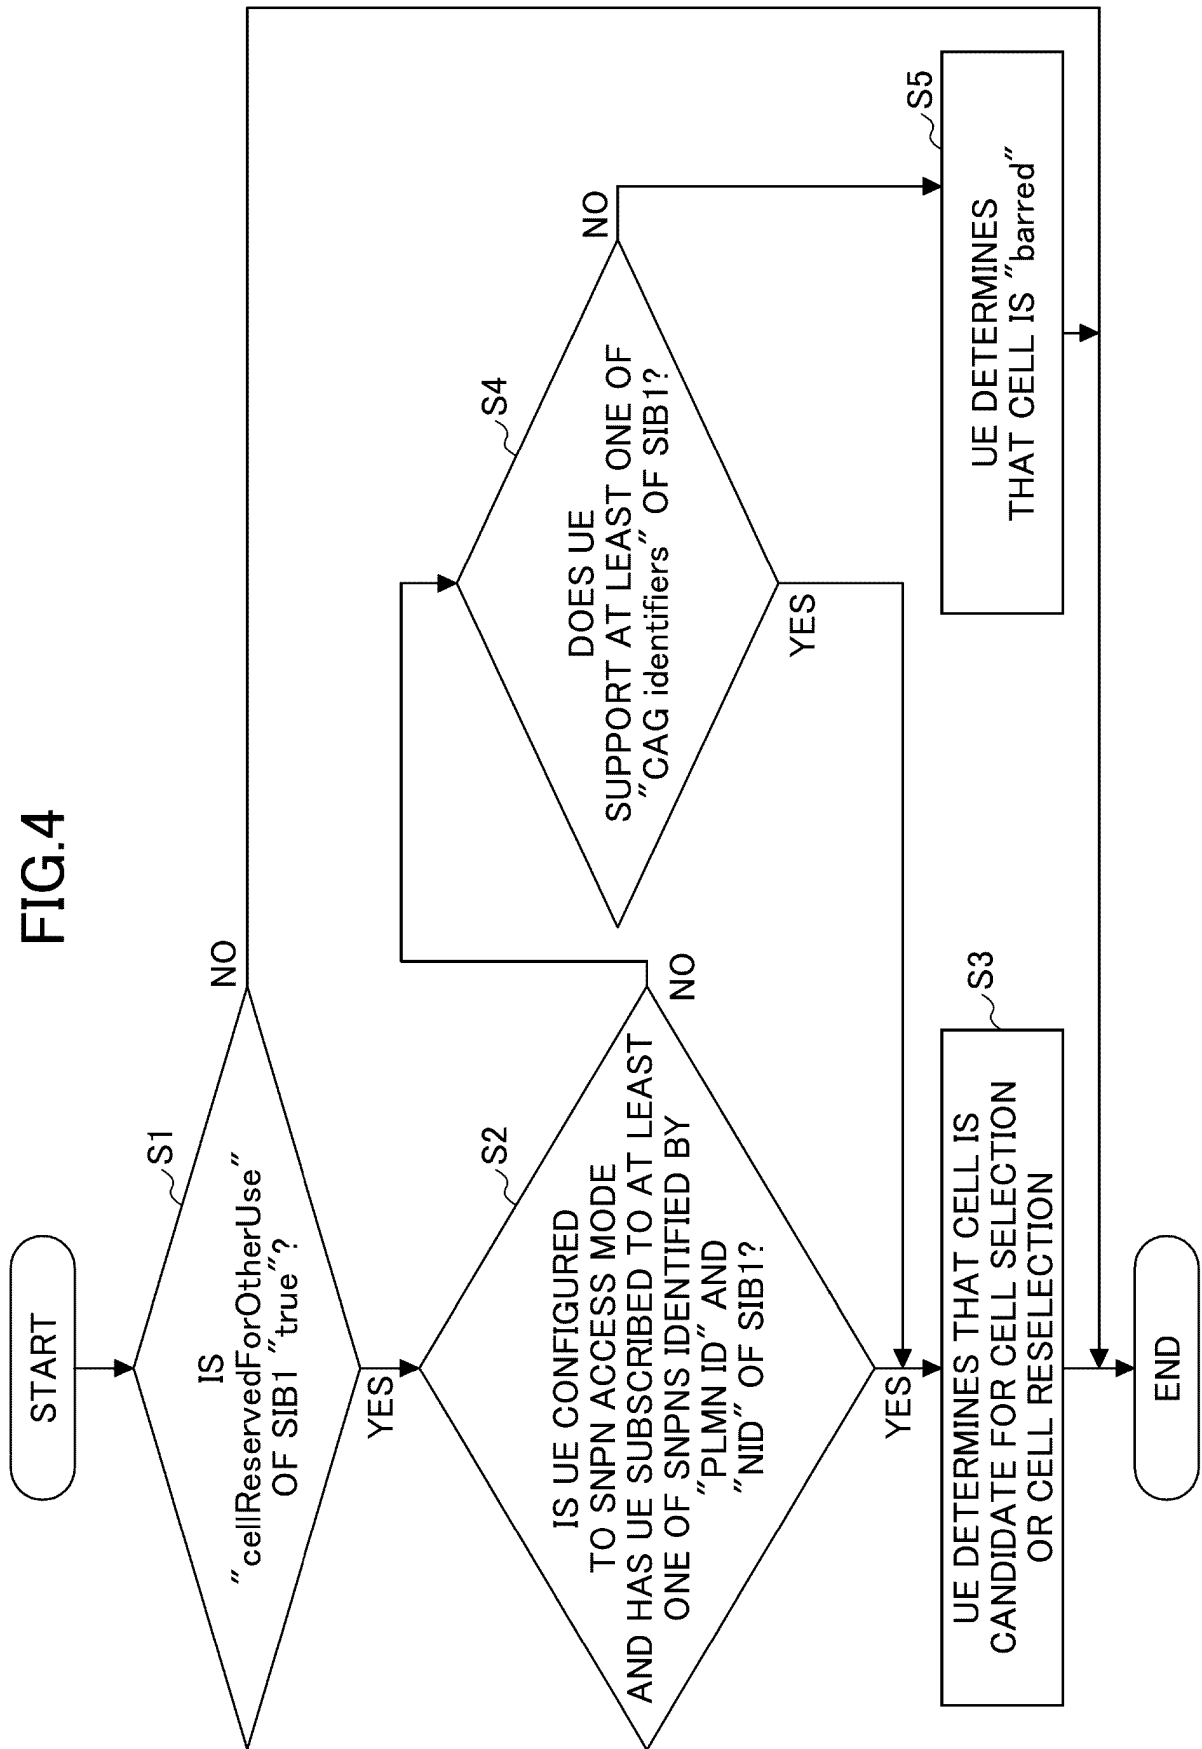 FIG.4
START
S1
IS
"cellReservedForOtherUse"
OF SIB1 "true"?
NO
YES
S2
IS UE CONFIGURED
TO SNPN ACCESS MODE
AND HAS UE SUBSCRIBED TO AT LEAST
ONE OF SNPNS IDENTIFIED BY
"PLMN ID" AND
"NID" OF SIB1?
NO
YES
S4
DOES UE
SUPPORT AT LEAST ONE OF
"CAG identifiers" OF SIB1?
NO
YES
S3
UE DETERMINES THAT CELL IS
CANDIDATE FOR CELL SELECTION
OR CELL RESELECTION
S5
UE DETERMINES
THAT CELL IS "barred"
END